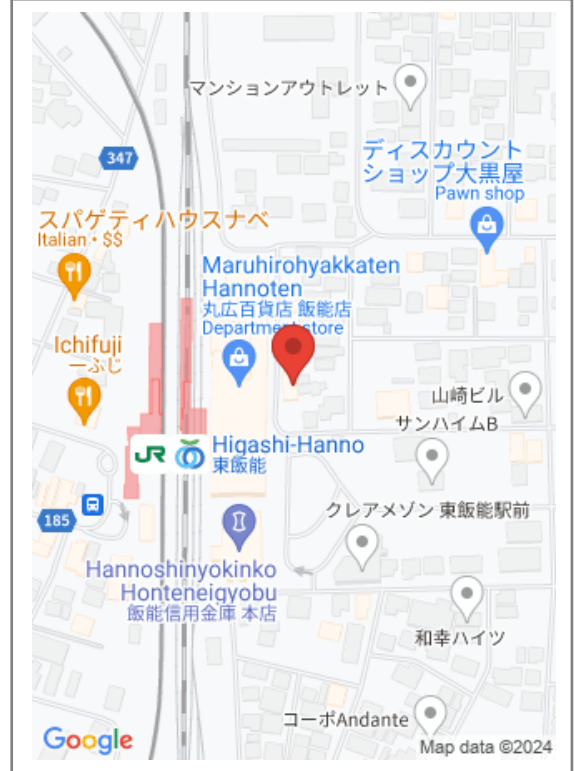 マンションアウトレット
347
ディスカウント
ショップ大黒屋
Pawn shop
スパゲティハウスナベ
Italian・$$
Maruhirohyakkaten
Hannoten
丸広百貨店 飯能店
Department store
Ichifuji
一ふじ
山崎ビル
サンハイムB
JR
Higashi-Hanno
東飯能
185
クレアメゾン 東飯能駅前
Hannoshinyokinko
Honteneigyobu
飯能信用金庫 本店
和幸ハイツ
コーポAndante
Google
Map data ©2024